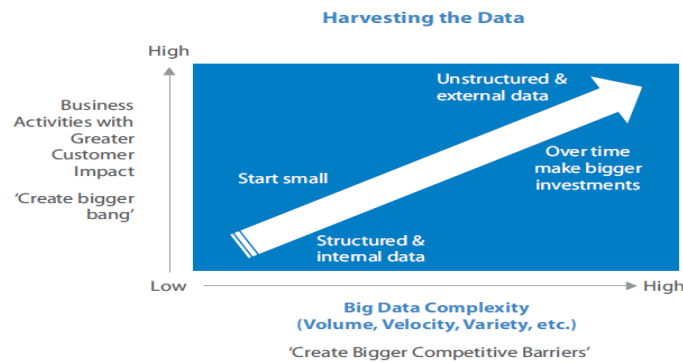 Harvesting the Data
High
Business
Activities with
Greater
Customer
Impact
‘Create bigger
bang’
Unstructured &
external data
Over time
make bigger
investments
Start small
Structured &
internal data
Low
High
Big Data Complexity
(Volume, Velocity, Variety, etc.)
‘Create Bigger Competitive Barriers’